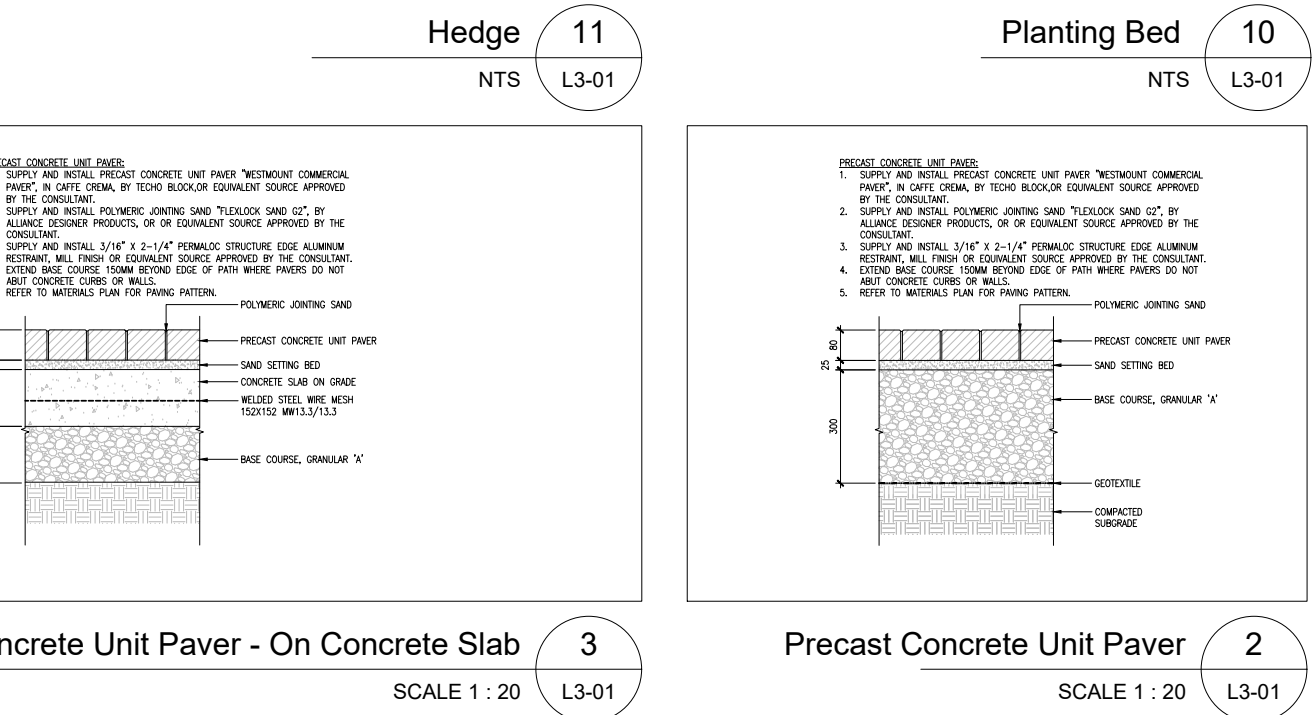 Hedge 11
NTS L3-01
Planting Bed 10
NTS L3-01
ECAST CONCRETE UNIT PAVER:
SUPPLY AND INSTALL PRECAST CONCRETE UNIT PAVER "WESTMOUNT COMMERCIAL
PAVER", IN CAFFE CREMA, BY TECHO BLOCK,OR EQUIVALENT SOURCE APPROVED
BY THE CONSULTANT.
SUPPLY AND INSTALL POLYMERIC JOINTING SAND "FLEXLOCK SAND G2", BY
ALLIANCE DESIGNER PRODUCTS, OR OR EQUIVALENT SOURCE APPROVED BY THE
CONSULTANT.
SUPPLY AND INSTALL 3/16" X 2-1/4" PERMALOC STRUCTURE EDGE ALUMINUM
RESTRAINT, MILL FINISH OR EQUIVALENT SOURCE APPROVED BY THE CONSULTANT.
EXTEND BASE COURSE 150MM BEYOND EDGE OF PATH WHERE PAVERS DO NOT
ABUT CONCRETE CURBS OR WALLS.
REFER TO MATERIALS PLAN FOR PAVING PATTERN.
POLYMERIC JOINTING SAND
PRECAST CONCRETE UNIT PAVER
SAND SETTING BED
CONCRETE SLAB ON GRADE
WELDED STEEL WIRE MESH
152X152 MW13.3/13.3
BASE COURSE, GRANULAR 'A'
ncrete Unit Paver - On Concrete Slab 3
SCALE 1 : 20 L3-01
PRECAST CONCRETE UNIT PAVER:
1. SUPPLY AND INSTALL PRECAST CONCRETE UNIT PAVER "WESTMOUNT COMMERCIAL
PAVER", IN CAFFE CREMA, BY TECHO BLOCK,OR EQUIVALENT SOURCE APPROVED
BY THE CONSULTANT.
2. SUPPLY AND INSTALL POLYMERIC JOINTING SAND "FLEXLOCK SAND G2", BY
ALLIANCE DESIGNER PRODUCTS, OR OR EQUIVALENT SOURCE APPROVED BY THE
CONSULTANT.
3. SUPPLY AND INSTALL 3/16" X 2-1/4" PERMALOC STRUCTURE EDGE ALUMINUM
RESTRAINT, MILL FINISH OR EQUIVALENT SOURCE APPROVED BY THE CONSULTANT.
4. EXTEND BASE COURSE 150MM BEYOND EDGE OF PATH WHERE PAVERS DO NOT
ABUT CONCRETE CURBS OR WALLS.
5. REFER TO MATERIALS PLAN FOR PAVING PATTERN.
POLYMERIC JOINTING SAND
80
PRECAST CONCRETE UNIT PAVER
25
SAND SETTING BED
BASE COURSE, GRANULAR 'A'
300
GEOTEXTILE
COMPACTED
SUBGRADE
Precast Concrete Unit Paver 2
SCALE 1 : 20 L3-01